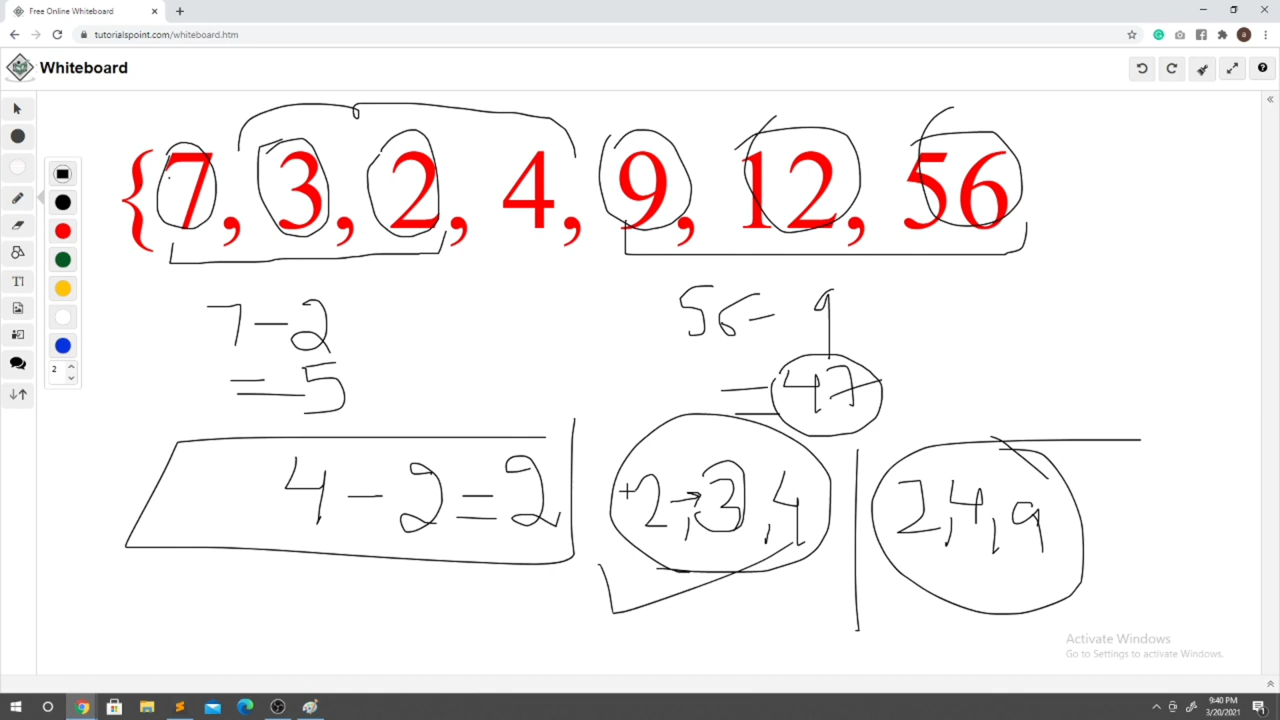 Free Online Whiteboard
tutorialspoint.com/whiteboard.htm
a
Whiteboard
{7, 3, 2, 4, 9, 12, 56
7-2
=5
56- 9
=47
4-2=2
2,→3,4
2,4,9
T
2
Activate Windows
Go to Settings to activate Windows.
9:40 PM
3/20/2021
1